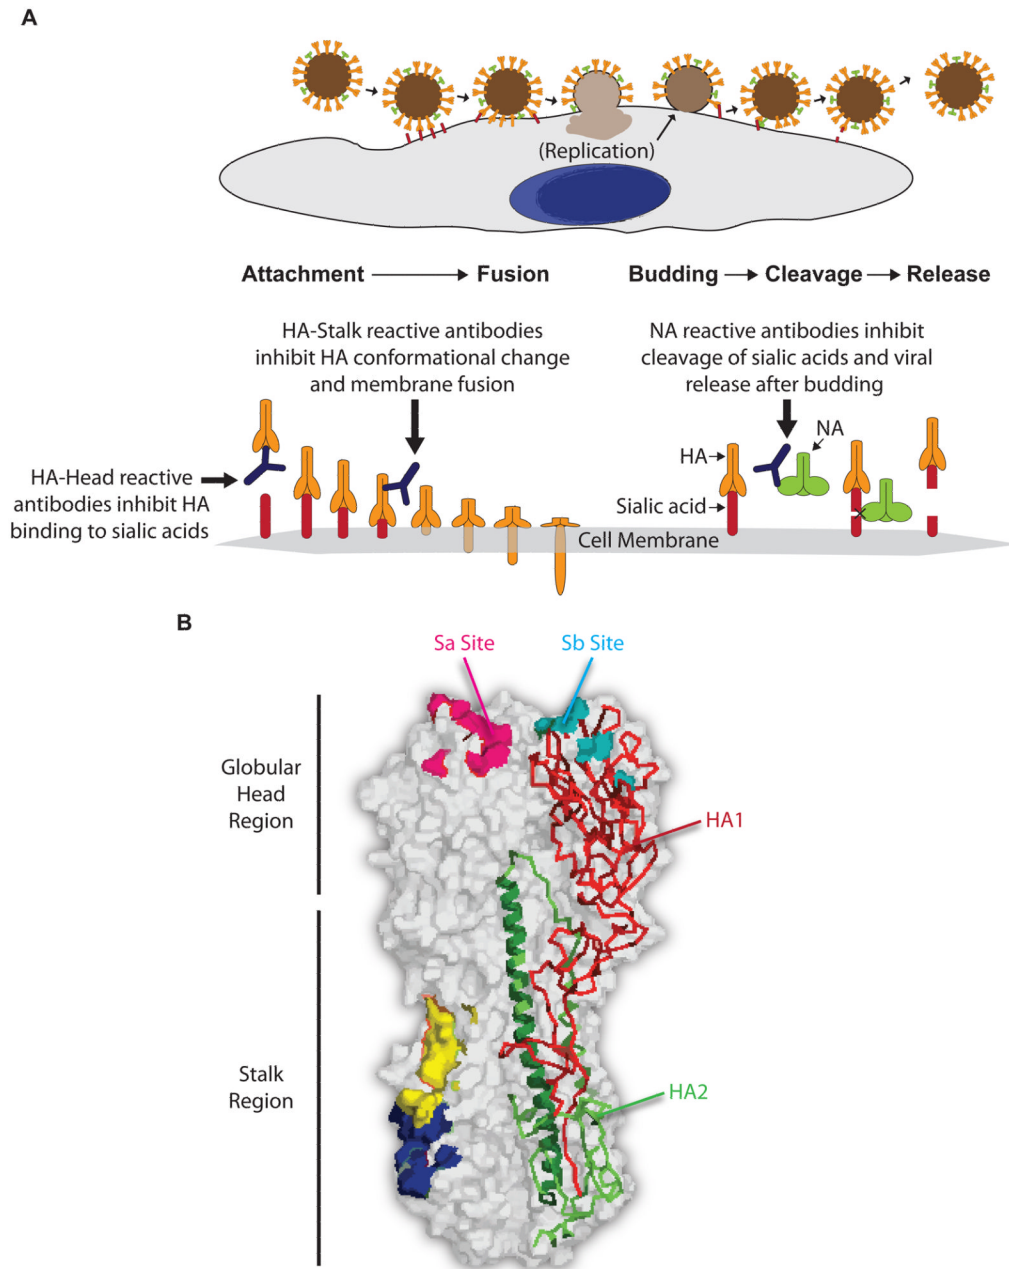 A
(Replication)
Attachment
Fusion
Budding
Cleavage
Release
HA-Stalk reactive antibodies
inhibit HA conformational change
and membrane fusion
NA reactive antibodies inhibit
cleavage of sialic acids and viral
release after budding
HA-Head reactive
antibodies inhibit HA
binding to sialic acids
HA
NA
Sialic acid
Cell Membrane
B
Sa Site
Sb Site
Globular
Head
Region
HA1
Stalk
Region
HA2